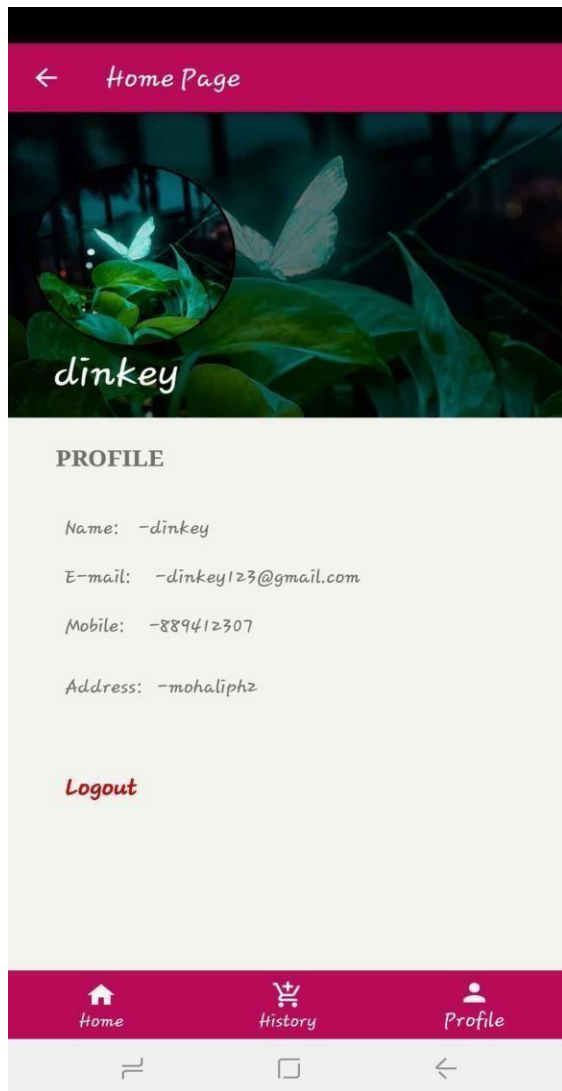 Home Page
dinkey
PROFILE
Name: -dinkey
E-mail: -dinkey123@gmail.com
Mobile: -889412307
Address: -mohaliph2
Logout
Home History Profile